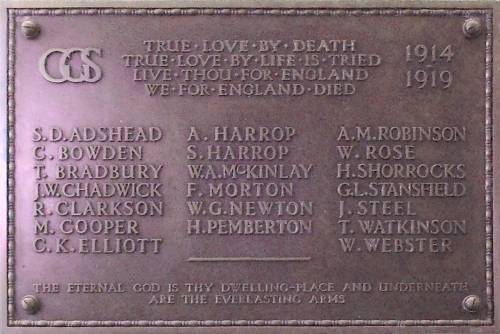 CGS
TRUE·LOVE·BY·DEATH
TRUE·LOVE·BY·LIFE·IS·TRIED
LIVE·THOU·FOR·ENGLAND
WE·FOR·ENGLAND·DIED
1914
-
1919
S.D.ADSHEAD
C. BOWDEN
T. BRADBURY
J.W.CHADWICK
R. CLARKSON
M. COOPER
C. K. ELLIOTT
A. HARROP
S. HARROP
W.A.McKINLAY
F. MORTON
W.G.NEWTON
H.PEMBERTON
A.M.ROBINSON
W. ROSE
H.SHORROCKS
G.L.STANSFIELD
J. STEEL
T. WATKINSON
W. WEBSTER
THE ETERNAL GOD IS THY DWELLING-PLACE AND UNDERNEATH
ARE THE EVERLASTING ARMS